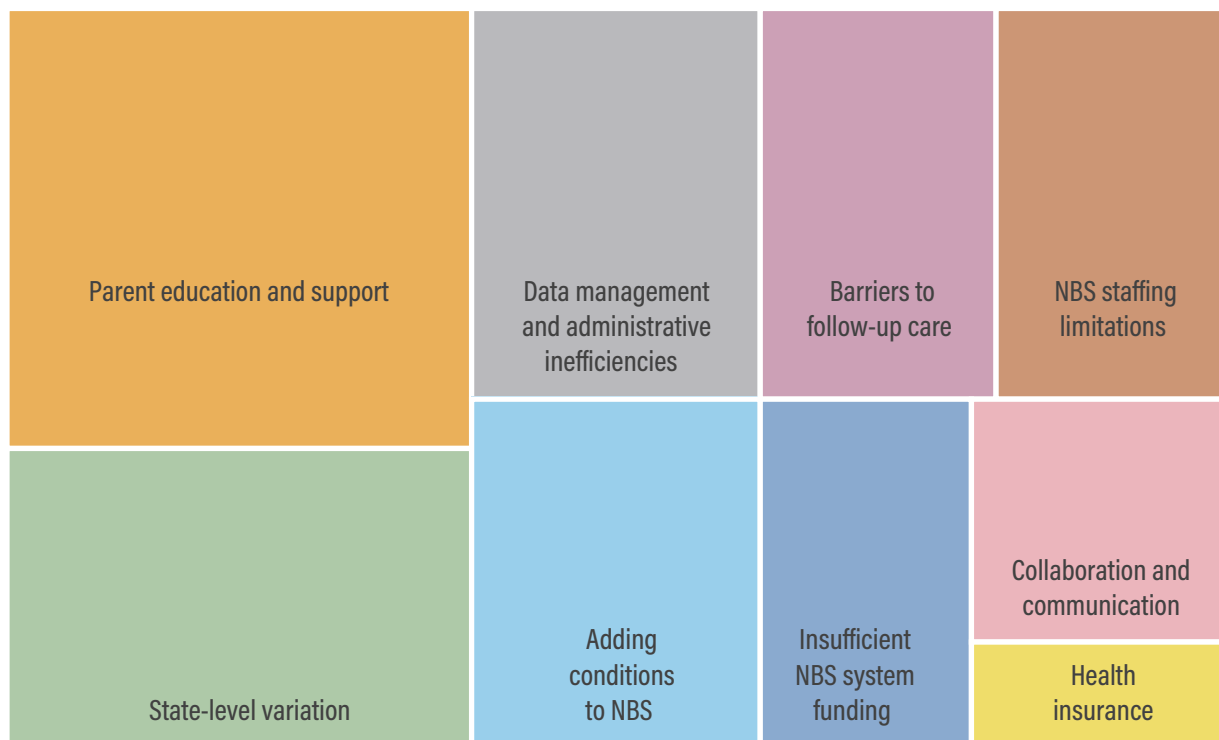 Parent education and support
Data management
and administrative
inefficiencies
Barriers to
follow-up care
NBS staffing
limitations
State-level variation
Adding
conditions
to NBS
Insufficient
NBS system
funding
Collaboration and
communication
Health
insurance